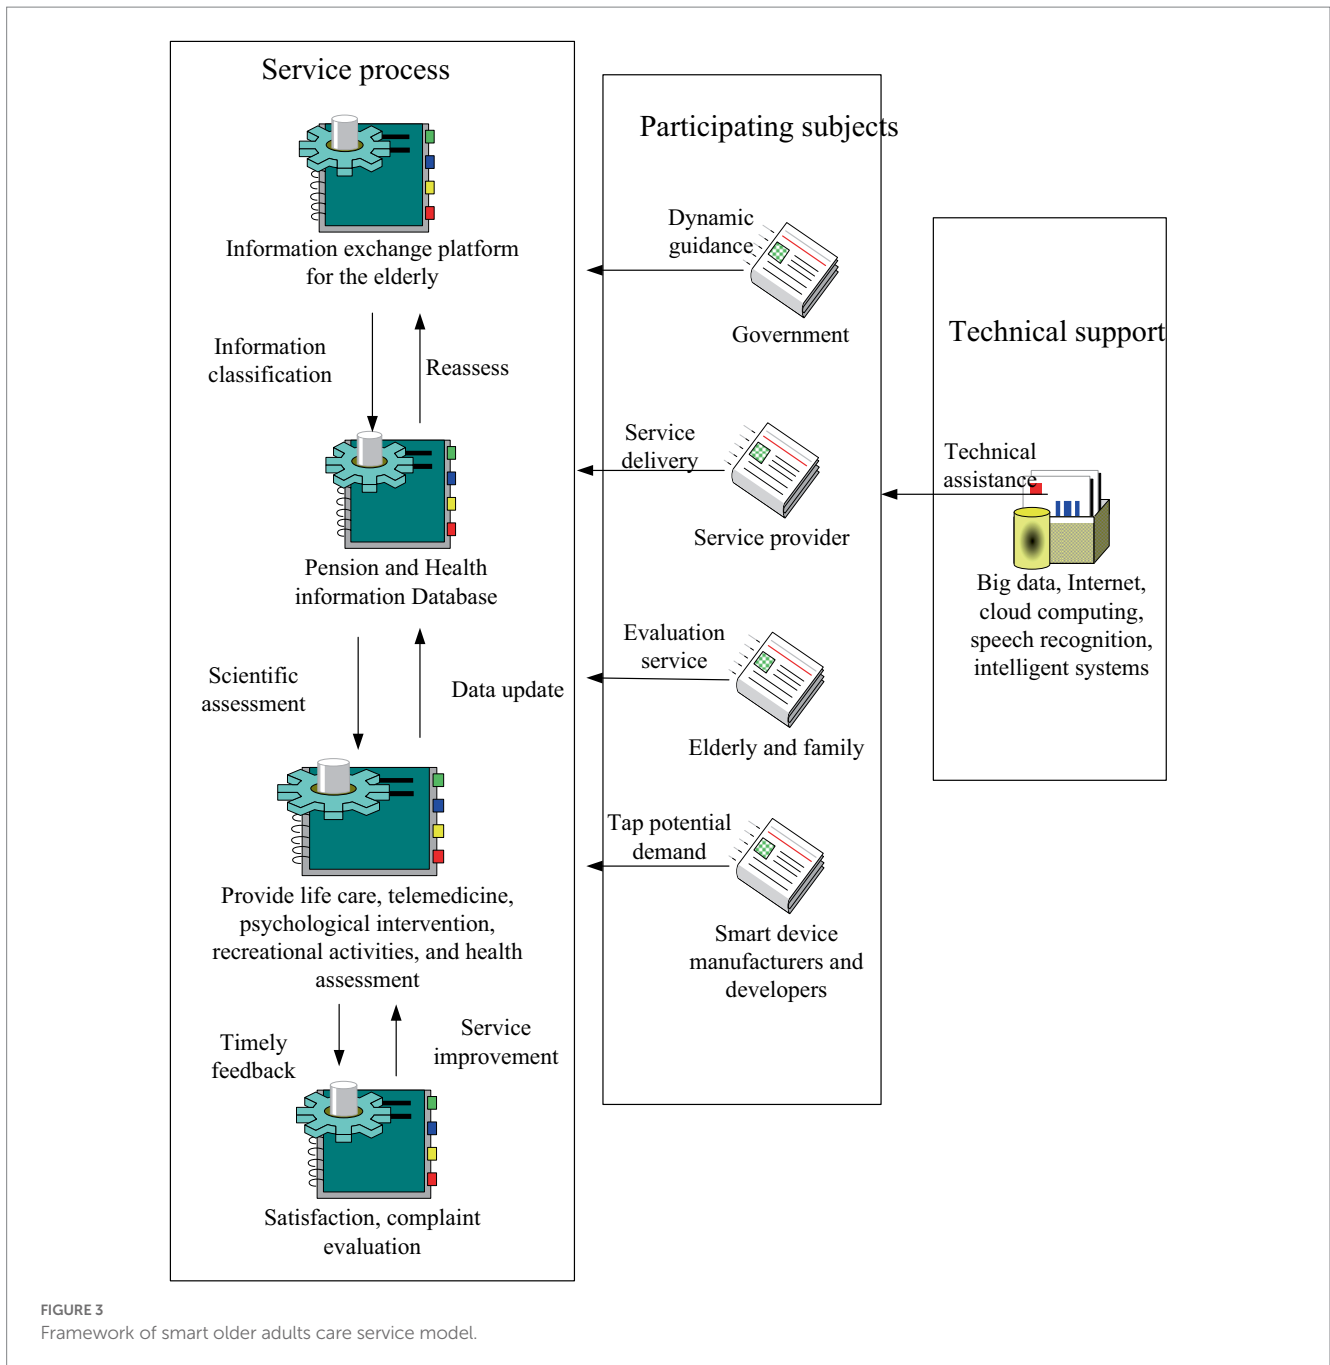 Service process
Information exchange platform
for the elderly
Information
classification
Reassess
Pension and Health
information Database
Scientific
assessment
Data update
Provide life care, telemedicine,
psychological intervention,
recreational activities, and health
assessment
Timely
feedback
Service
improvement
Satisfaction, complaint
evaluation
Participating subjects
Dynamic
guidance
Government
Service
delivery
Service provider
Evaluation
service
Elderly and family
Tap potential
demand
Smart device
manufacturers and
developers
Technical support
Technical
assistance
Big data, Internet,
cloud computing,
speech recognition,
intelligent systems
FIGURE 3
Framework of smart older adults care service model.